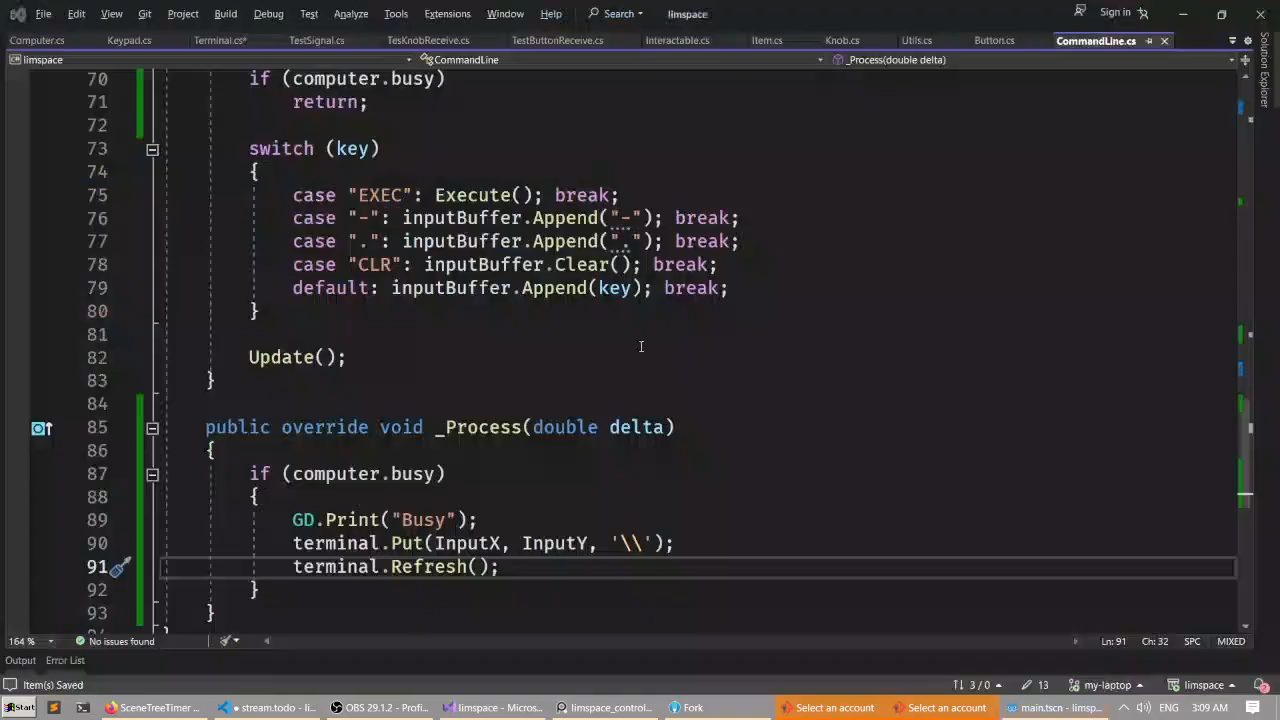 File Edit View Git Project Build Debug Test Analyze Tools Extensions Window Help Search limspace Sign in
Computer.cs Keypad.cs Terminal.cs* TestSignal.cs TesKnobReceive.cs TestButtonReceive.cs Interactable.cs Item.cs Knob.cs Utils.cs Button.cs CommandLine.cs
limspace CommandLine _Process(double delta)
Solution Explorer
70 if (computer.busy)
71 return;
72
73 switch (key)
74 {
75 case "EXEC": Execute(); break;
76 case "-": inputBuffer.Append("-"); break;
77 case ".": inputBuffer.Append("."); break;
78 case "CLR": inputBuffer.Clear(); break;
79 default: inputBuffer.Append(key); break;
80 }
81
82 Update();
83 }
84
85 public override void _Process(double delta)
86 {
87 if (computer.busy)
88 {
89 GD.Print("Busy");
90 terminal.Put(InputX, InputY, '\\');
91 terminal.Refresh();
92 }
93 }
164 % No issues found Ln: 91 Ch: 32 SPC MIXED
Output Error List
Item(s) Saved 3 / 0 13 my-laptop limspace
Start SceneTreeTimer ... stream.todo - li... OBS 29.1.2 - Profi... limspace - Micros... limspace_control... Fork Select an account Select an account main.tscn - limsp... ENG 3:09 AM